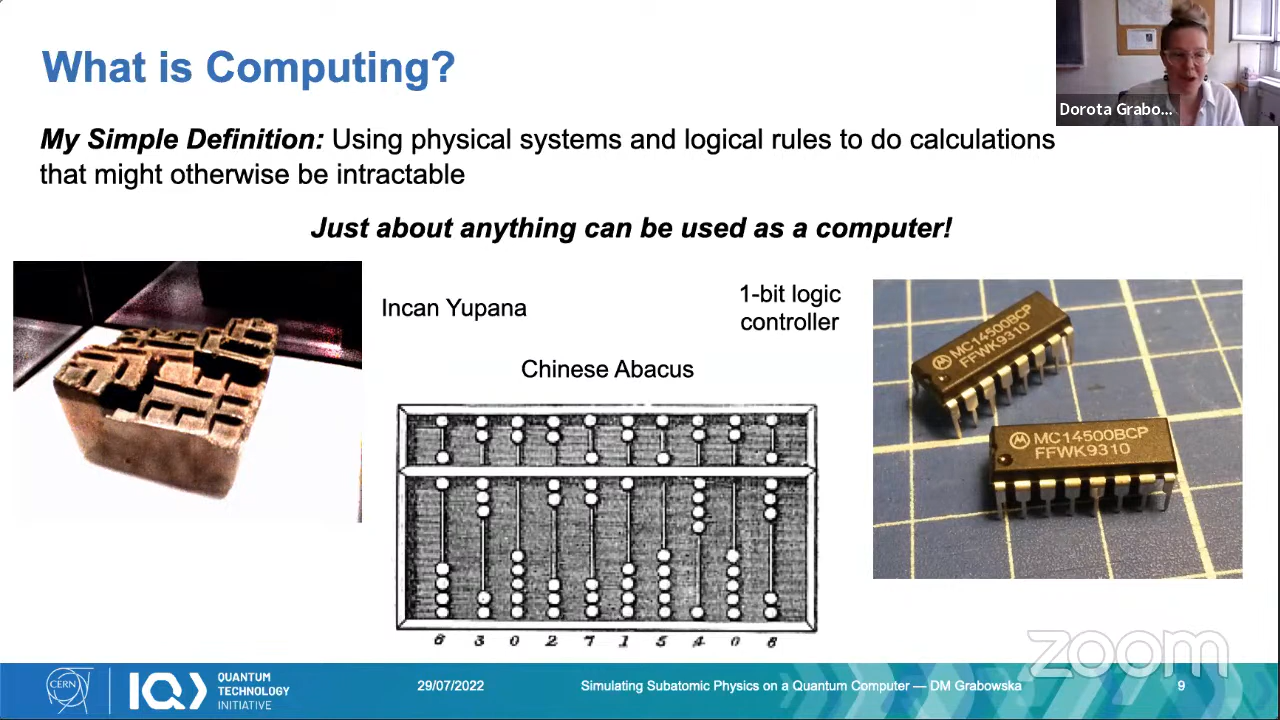 What is Computing?
Dorota Grabo...
My Simple Definition: Using physical systems and logical rules to do calculations
that might otherwise be intractable
Just about anything can be used as a computer!
Incan Yupana
1-bit logic
controller
Chinese Abacus
MC14500BCP
FFWK9310
MC14500BCP
FFWK9310
6 3 0 2 7 1 5 4 0 8
zoom
CERN
IQ
QUANTUM
TECHNOLOGY
INITIATIVE
29/07/2022
Simulating Subatomic Physics on a Quantum Computer — DM Grabowska
9